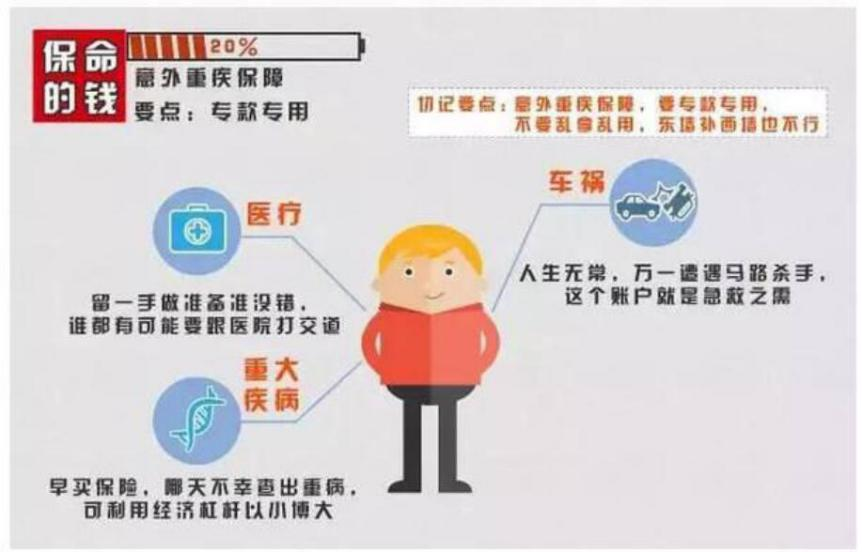 保命
的钱
20%
意外重疾保障
要点：专款专用
切记要点：意外重疾保障，要专款专用，
不要乱拿乱用，东墙补西墙也不行
医疗
留一手做准备准没错，
谁都有可能要跟医院打交道
车祸
人生无常，万一遭遇马路杀手，
这个账户就是急救之需
重大
疾病
早买保险，哪天不幸查出重病，
可利用经济杠杆以小博大